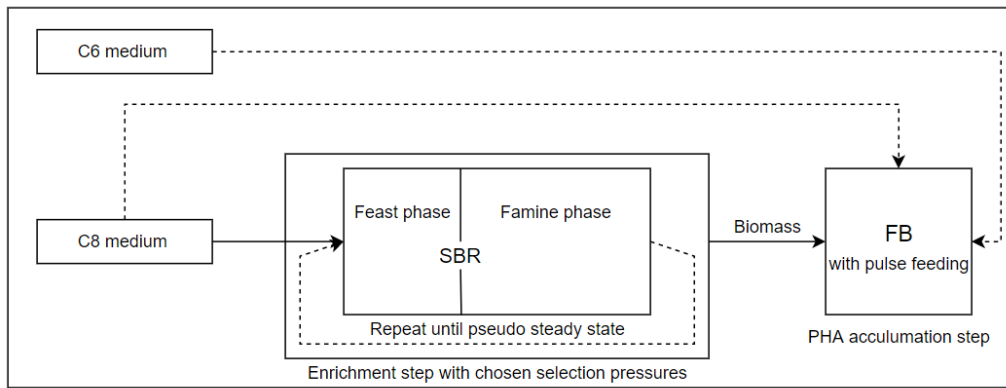 C6 medium
C8 medium
Feast phase
Famine phase
SBR
Repeat until pseudo steady state
Enrichment step with chosen selection pressures
Biomass
FB
with pulse feeding
PHA acculumation step